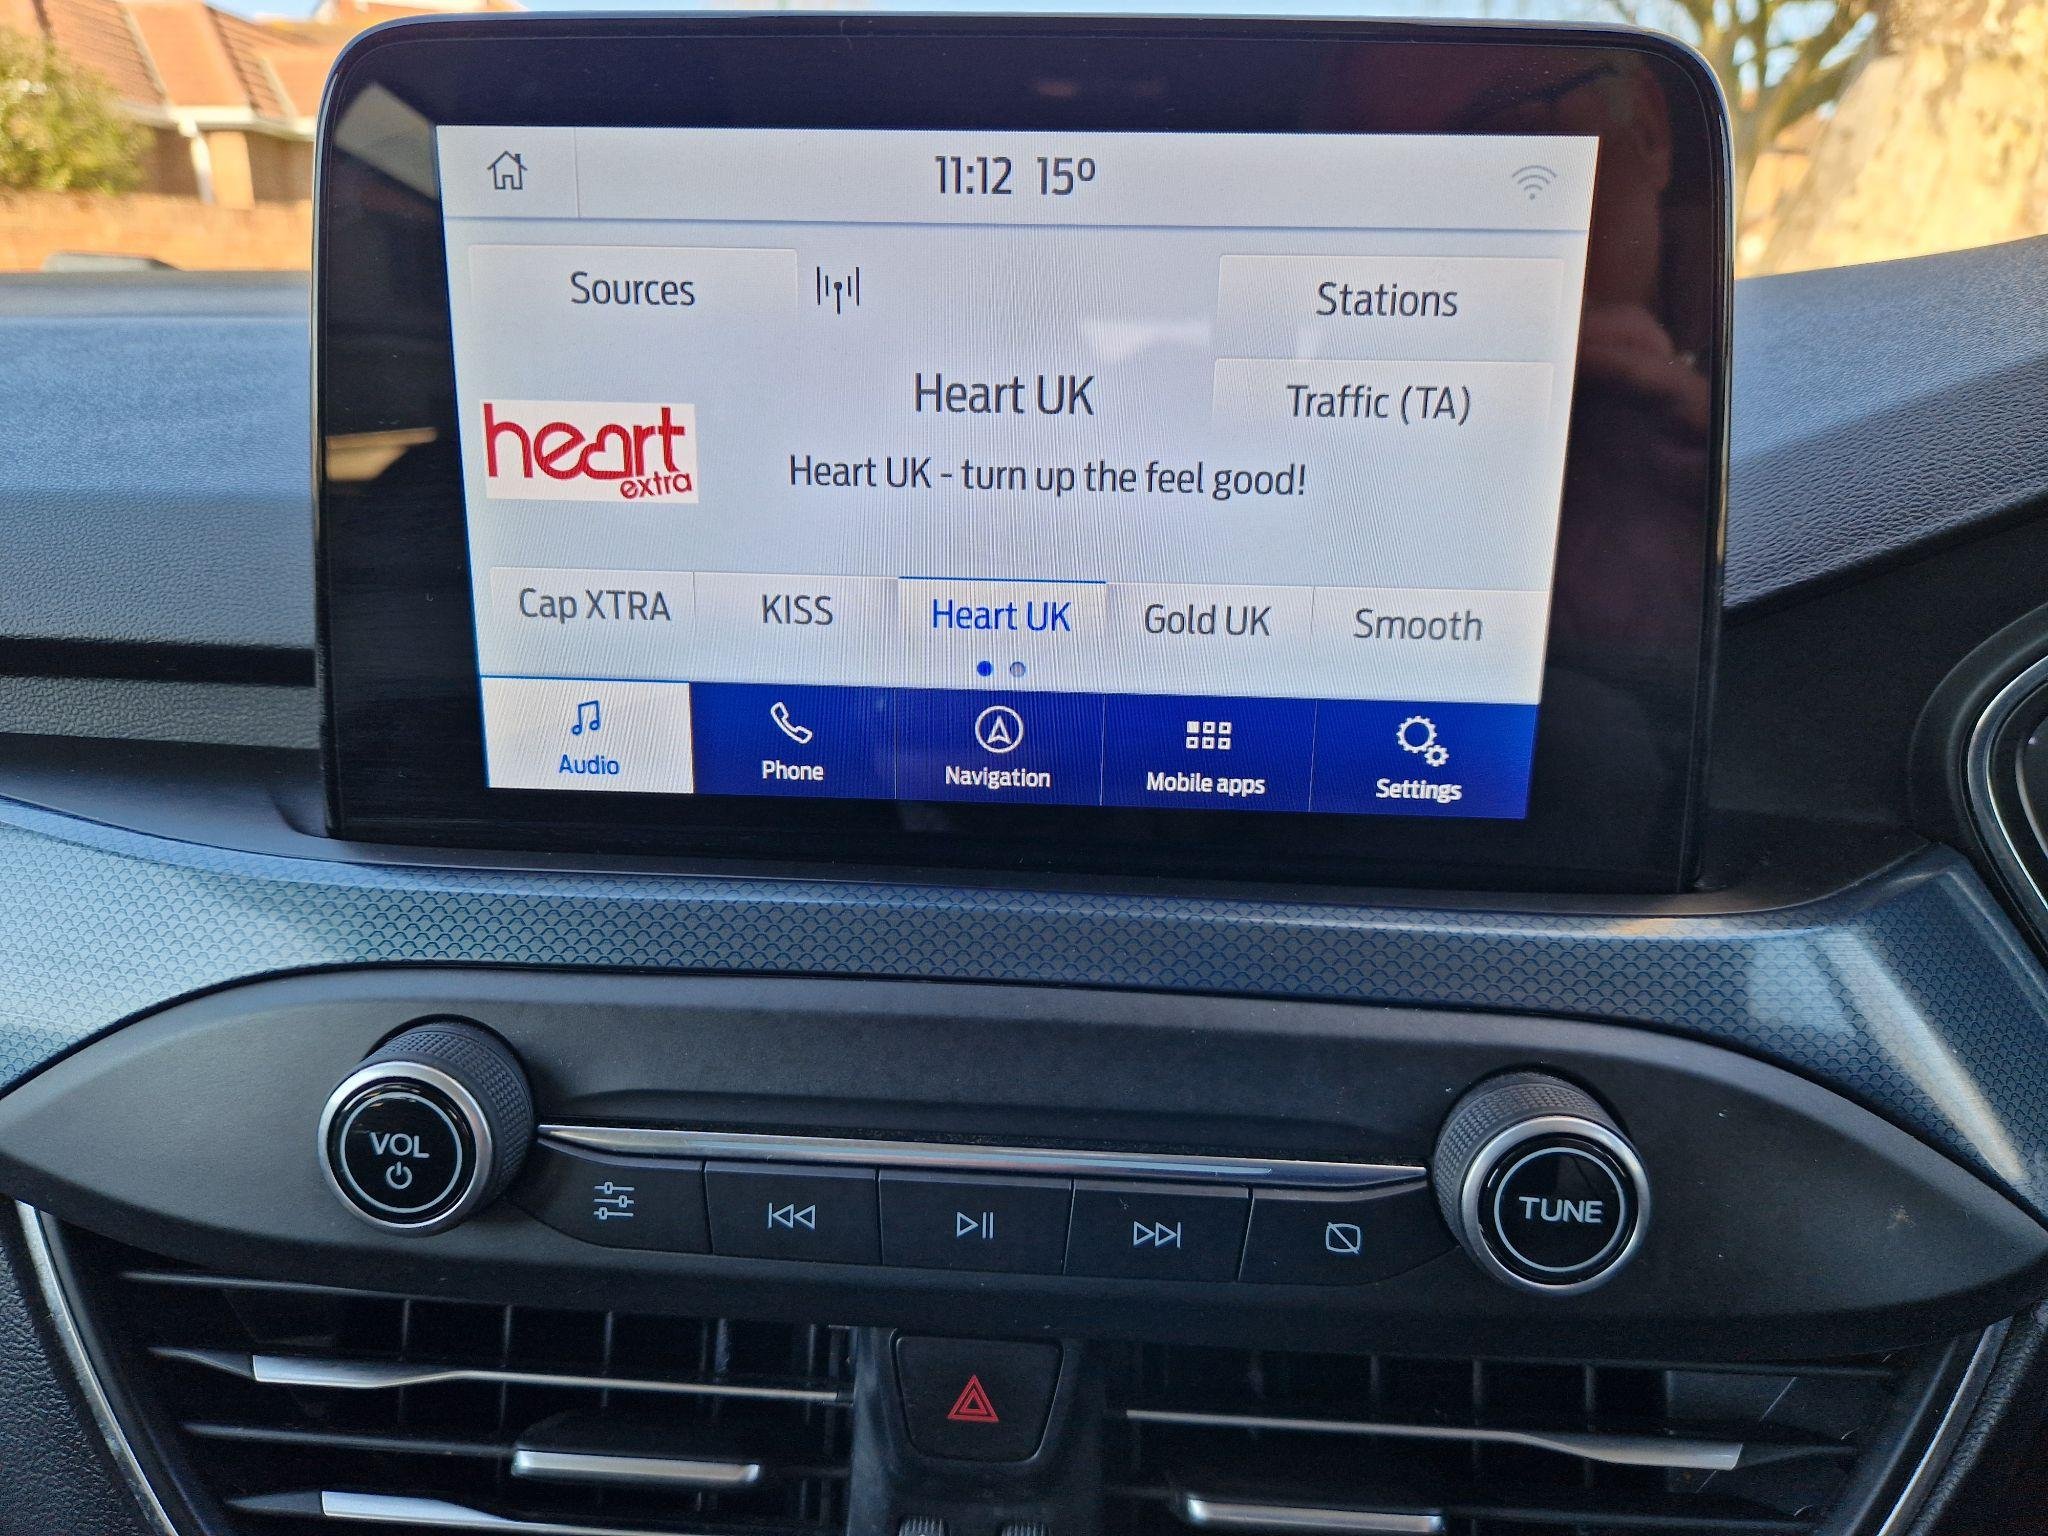 11:12 15º
Sources
Stations
Heart UK
Traffic (TA)
heart
extra
Heart UK - turn up the feel good!
Cap XTRA
KISS
Heart UK
Gold UK
Smooth
Audio
Phone
Navigation
Mobile apps
Settings
VOL
TUNE